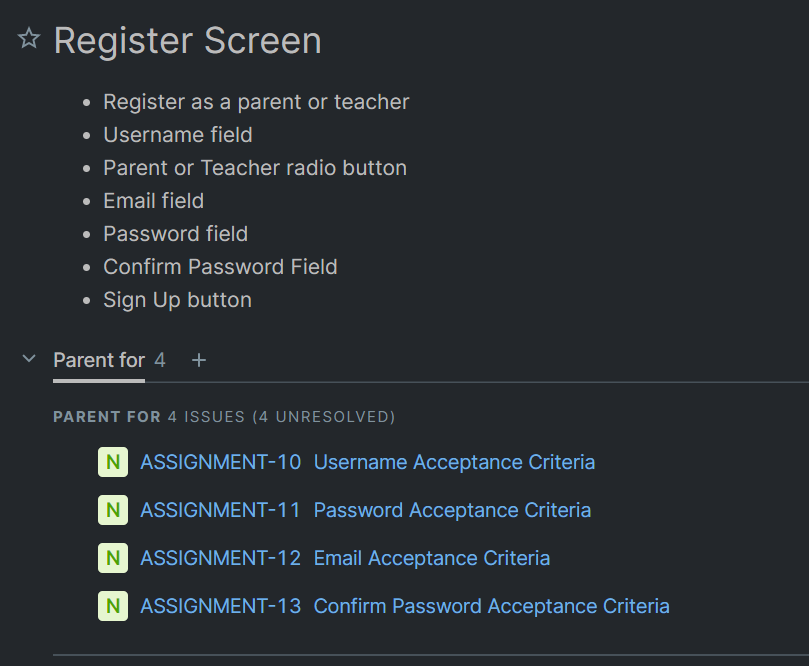 Register Screen
Register as a parent or teacher
Username field
Parent or Teacher radio button
Email field
Password field
Confirm Password Field
Sign Up button
Parent for 4 +
PARENT FOR 4 ISSUES (4 UNRESOLVED)
N ASSIGNMENT-10 Username Acceptance Criteria
N ASSIGNMENT-11 Password Acceptance Criteria
N ASSIGNMENT-12 Email Acceptance Criteria
N ASSIGNMENT-13 Confirm Password Acceptance Criteria